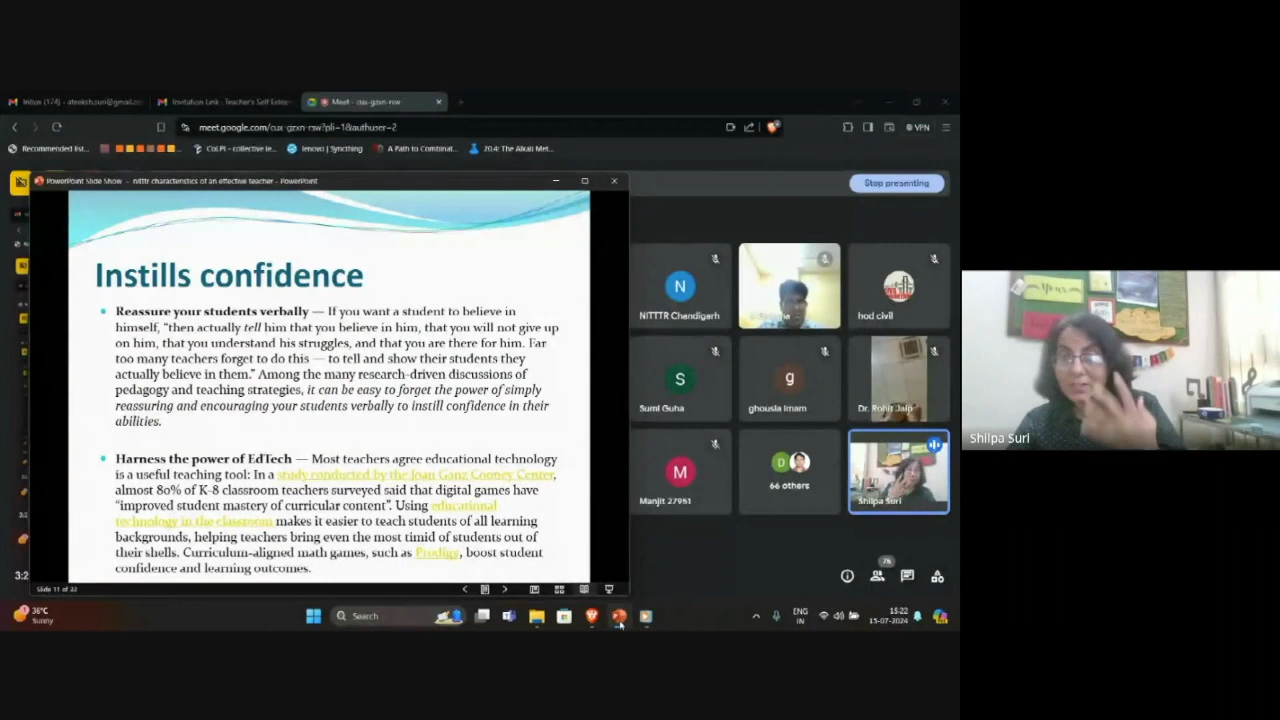 Inbox (174) - ateeksh.suri@gmail.co
Invitation Link - Teacher's Self Estee
Meet - cux-gzxn-rsw
meet.google.com/cux-gzxn-rsw?pli=1&authuser=2
VPN
Recommended list...
CoLPI - collective le...
lenovo | Syncthing
A Path to Combinat...
20.4: The Alkali Met...
PowerPoint Slide Show - nitttr characteristics of an effective teacher - PowerPoint
Stop presenting
Instills confidence
• Reassure your students verbally — If you want a student to believe in
himself, “then actually tell him that you believe in him, that you will not give up
on him, that you understand his struggles, and that you are there for him. Far
too many teachers forget to do this — to tell and show their students they
actually believe in them.” Among the many research-driven discussions of
pedagogy and teaching strategies, it can be easy to forget the power of simply
reassuring and encouraging your students verbally to instill confidence in their
abilities.
• Harness the power of EdTech — Most teachers agree educational technology
is a useful teaching tool: In a study conducted by the Joan Ganz Cooney Center,
almost 80% of K-8 classroom teachers surveyed said that digital games have
“improved student mastery of curricular content”. Using educational
technology in the classroom makes it easier to teach students of all learning
backgrounds, helping teachers bring even the most timid of students out of
their shells. Curriculum-aligned math games, such as Prodigy, boost student
confidence and learning outcomes.
Slide 11 of 22
N
NITTTR Chandigarh
hod civil
S
Sumi Guha
g
ghousia imam
Dr. Rohit Jain
M
Manjit 27951
D
66 others
Shilpa Suri
76
Shilpa Suri
3:2
38°C
Sunny
Search
ENG
IN
15:22
15-07-2024